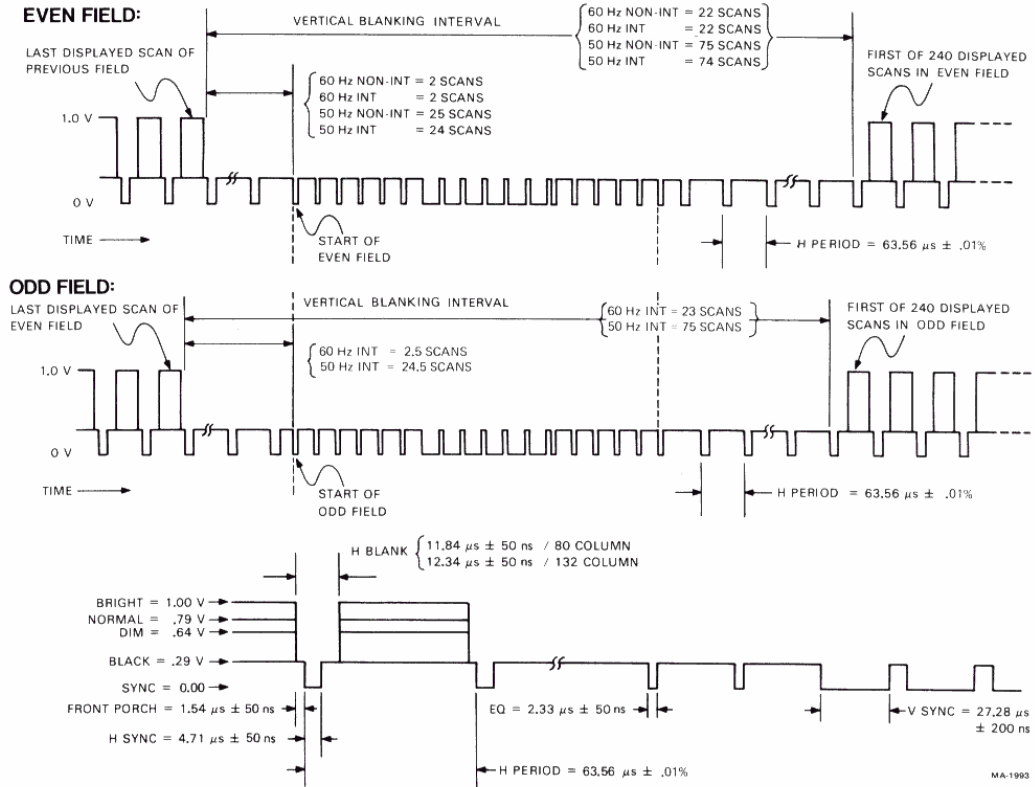 EVEN FIELD:
VERTICAL BLANKING INTERVAL
60 Hz NON-INT = 22 SCANS
60 Hz INT = 22 SCANS
50 Hz NON-INT = 75 SCANS
50 Hz INT = 74 SCANS
LAST DISPLAYED SCAN OF
PREVIOUS FIELD
FIRST OF 240 DISPLAYED
SCANS IN EVEN FIELD
60 Hz NON-INT = 2 SCANS
60 Hz INT = 2 SCANS
50 Hz NON-INT = 25 SCANS
50 Hz INT = 24 SCANS
1.0 V
0 V
TIME
START OF
EVEN FIELD
H PERIOD = 63.56 μs ± .01%
ODD FIELD:
LAST DISPLAYED SCAN OF
EVEN FIELD
VERTICAL BLANKING INTERVAL
60 Hz INT = 23 SCANS
50 Hz INT = 75 SCANS
FIRST OF 240 DISPLAYED
SCANS IN ODD FIELD
60 Hz INT = 2.5 SCANS
50 Hz INT = 24.5 SCANS
1.0 V
0 V
TIME
START OF
ODD FIELD
H PERIOD = 63.56 μs ± .01%
H BLANK
11.84 μs ± 50 ns / 80 COLUMN
12.34 μs ± 50 ns / 132 COLUMN
BRIGHT = 1.00 V
NORMAL = .79 V
DIM = .64 V
BLACK = .29 V
SYNC = 0.00
FRONT PORCH = 1.54 μs ± 50 ns
EQ = 2.33 μs ± 50 ns
V SYNC = 27.28 μs
± 200 ns
H SYNC = 4.71 μs ± 50 ns
H PERIOD = 63.56 μs ± .01%
MA-1993